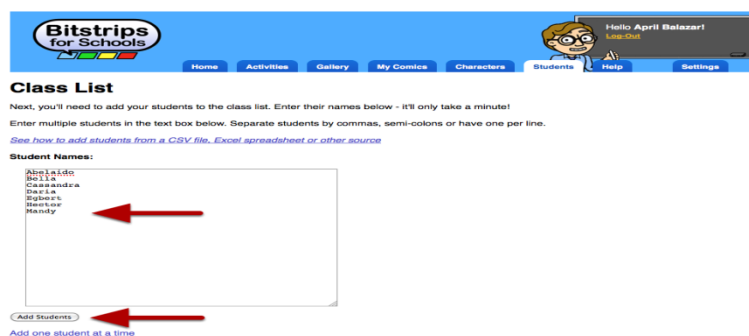 Bitstrips
for Schools
Hello April Balazar!
Log-Out
Home Activities Gallery My Comics Characters Students Help Settings
Class List
Next, you'll need to add your students to the class list. Enter their names below - it'll only take a minute!
Enter multiple students in the text box below. Separate students by commas, semi-colons or have one per line.
See how to add students from a CSV file, Excel spreadsheet or other source
Student Names:
Abelaido
Bella
Cassandra
Daria
Egbert
Hector
Mandy
Add Students
Add one student at a time